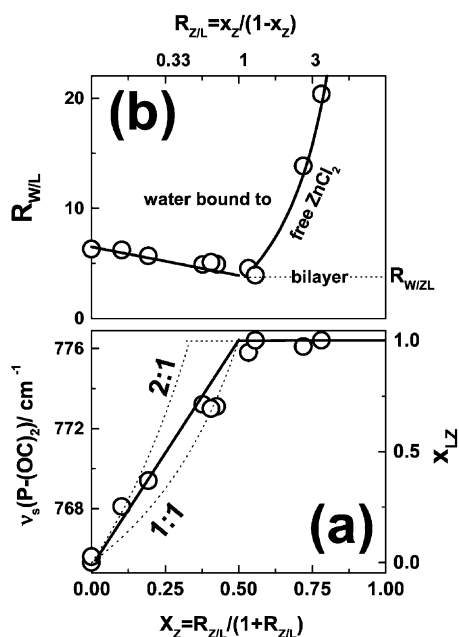 R_{Z/L}=x_Z/(1-x_Z)
0.33 1 3
20
10
0
R_{W/L}
(b)
water bound to
free ZnCl_2
bilayer
R_{W/ZL}
776
772
768
ν_s(P-(OC)_2)/ cm^{-1}
2:1
1:1
(a)
1.0
0.5
0.0
x_{LZ}
0.00 0.25 0.50 0.75 1.00
X_Z=R_{Z/L}/(1+R_{Z/L})